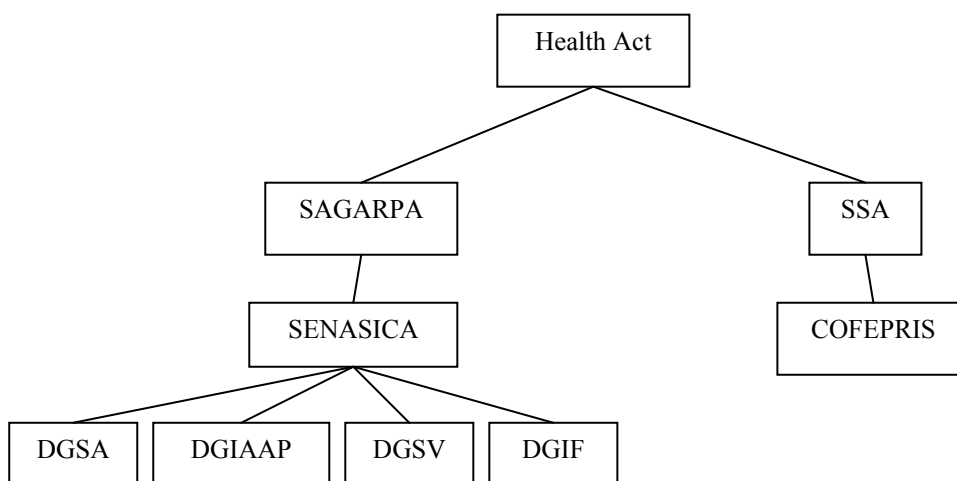 Health Act
SAGARPA
SSA
SENASICA
COFEPRIS
DGSA
DGIAAP
DGSV
DGIF